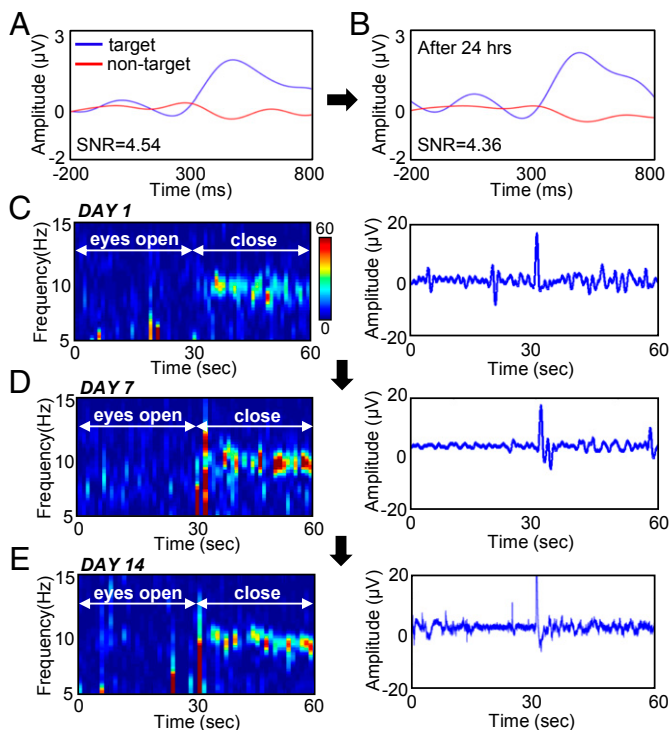 A
B
3
0
-2
Amplitude (µV)
target
non-target
SNR=4.54
-200
300
800
Time (ms)
3
0
-2
Amplitude (µV)
After 24 hrs
SNR=4.36
-200
300
800
Time (ms)
C
DAY 1
15
10
5
Frequency(Hz)
eyes open
close
60
0
0
30
60
Time (sec)
20
0
-20
Amplitude (µV)
0
30
60
Time (sec)
D
DAY 7
15
10
5
Frequency(Hz)
eyes open
close
0
30
60
Time (sec)
20
0
-20
Amplitude (µV)
0
30
60
Time (sec)
E
DAY 14
15
10
5
Frequency(Hz)
eyes open
close
0
30
60
Time (sec)
20
0
-20
Amplitude (µV)
0
30
60
Time (sec)